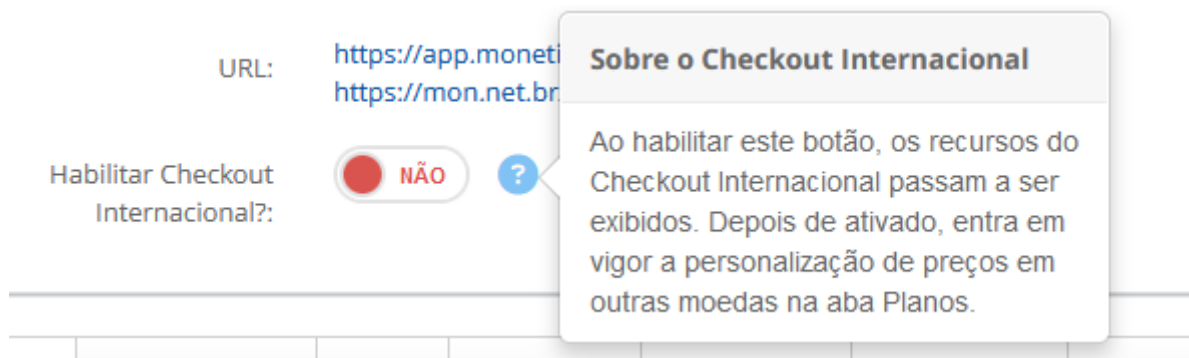 URL:
https://app.moneti
https://mon.net.br
Habilitar Checkout
Internacional?:
NÃO
?
Sobre o Checkout Internacional
Ao habilitar este botão, os recursos do
Checkout Internacional passam a ser
exibidos. Depois de ativado, entra em
vigor a personalização de preços em
outras moedas na aba Planos.